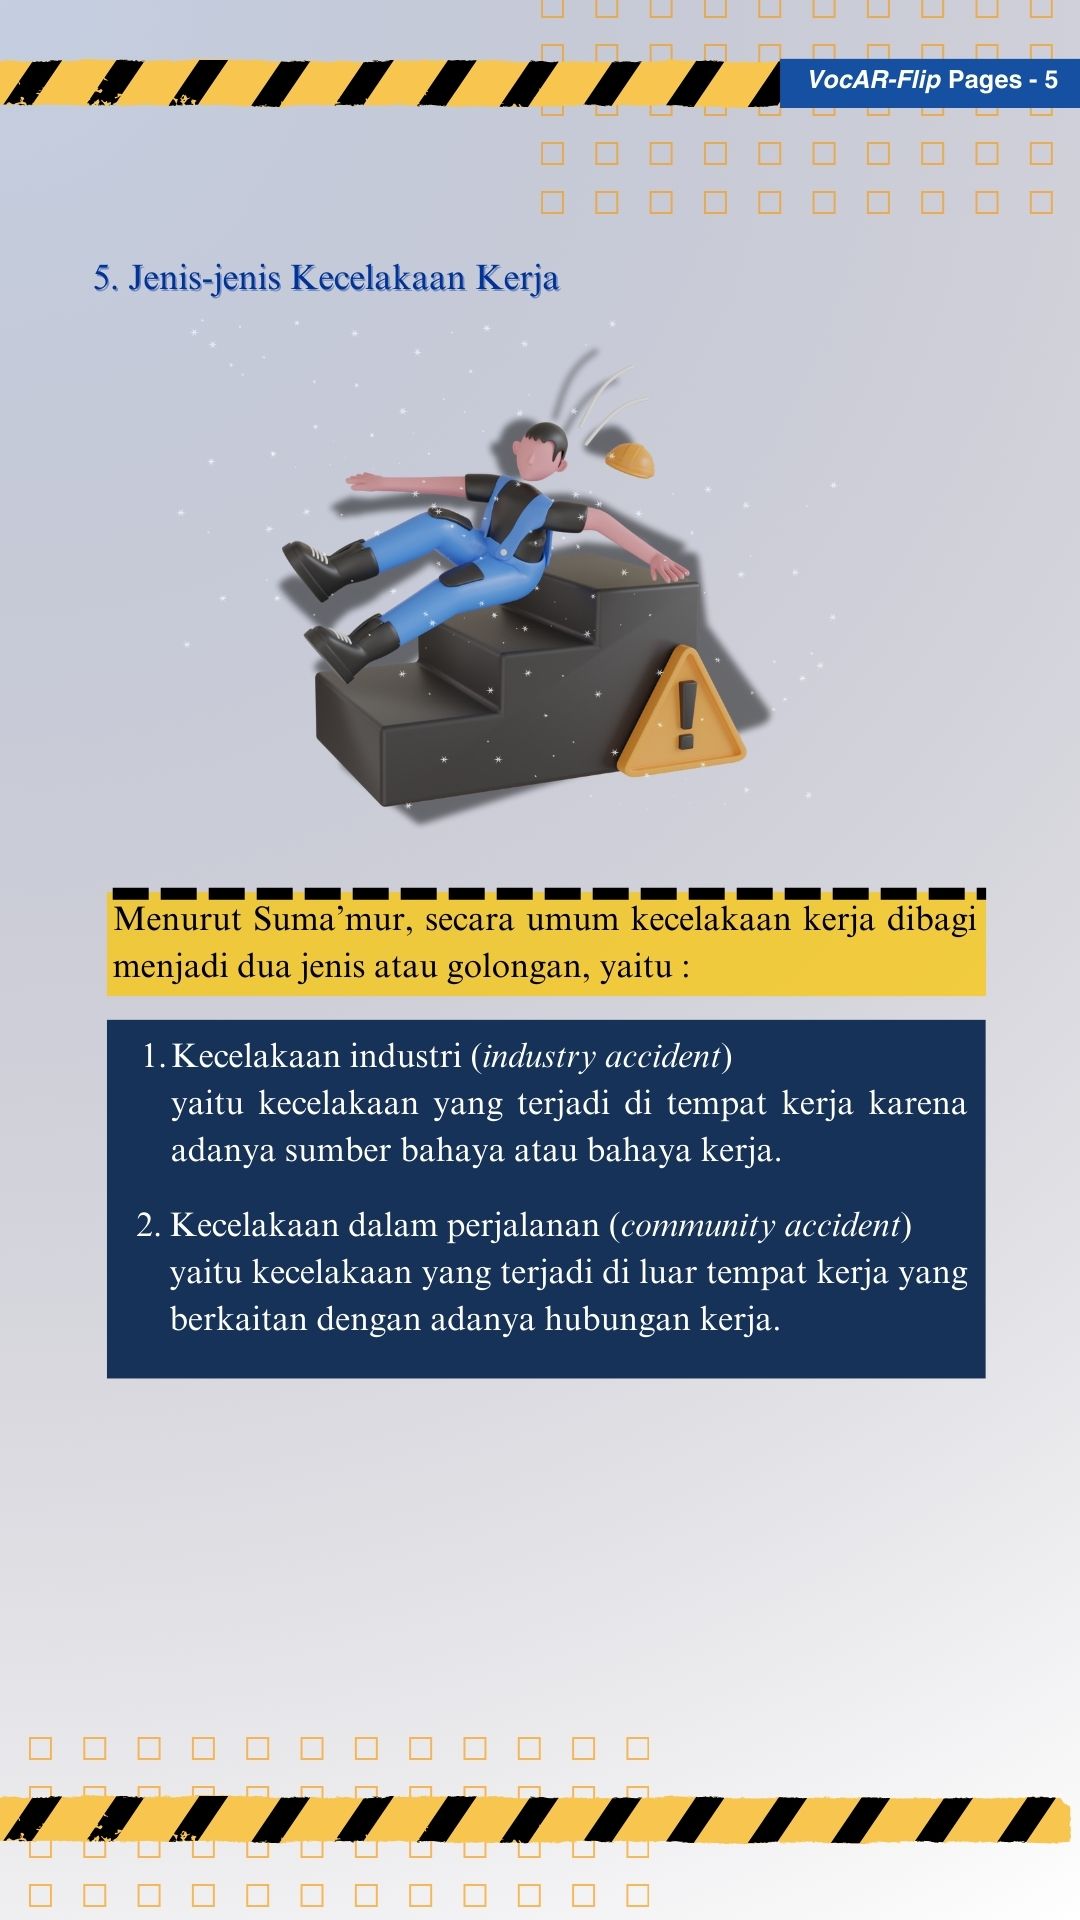 VocAR-Flip Pages - 5
5. Jenis-jenis Kecelakaan Kerja
Menurut Suma’mur, secara umum kecelakaan kerja dibagi
menjadi dua jenis atau golongan, yaitu :
1. Kecelakaan industri (industry accident)
yaitu kecelakaan yang terjadi di tempat kerja karena
adanya sumber bahaya atau bahaya kerja.
2. Kecelakaan dalam perjalanan (community accident)
yaitu kecelakaan yang terjadi di luar tempat kerja yang
berkaitan dengan adanya hubungan kerja.